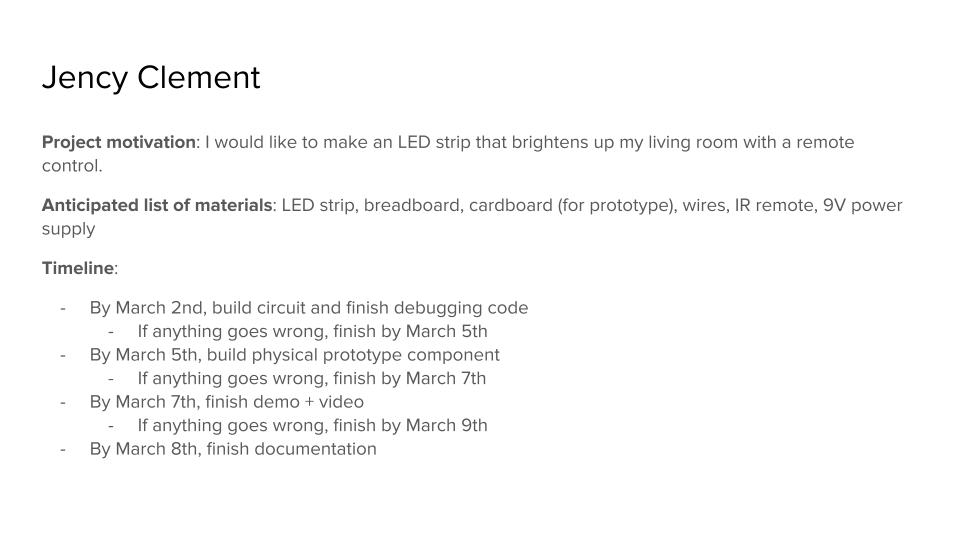 Jency Clement
Project motivation: I would like to make an LED strip that brightens up my living room with a remote
control.
Anticipated list of materials: LED strip, breadboard, cardboard (for prototype), wires, IR remote, 9V power
supply
Timeline:
- By March 2nd, build circuit and finish debugging code
- If anything goes wrong, finish by March 5th
- By March 5th, build physical prototype component
- If anything goes wrong, finish by March 7th
- By March 7th, finish demo + video
- If anything goes wrong, finish by March 9th
- By March 8th, finish documentation